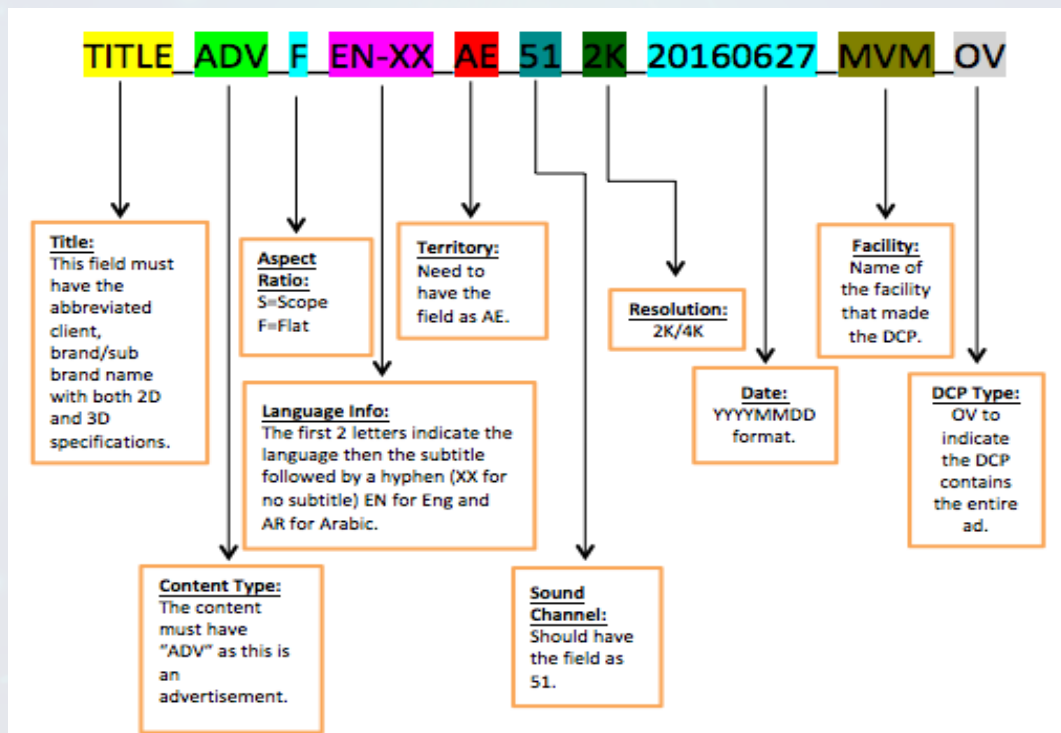 TITLE_ADV_F_EN-XX_AE_51_2K_20160627_MVM_OV
Title:
This field must
have the
abbreviated
client,
brand/sub
brand name
with both 2D
and 3D
specifications.
Aspect
Ratio:
S=Scope
F=Flat
Territory:
Need to
have the
field as AE.
Resolution:
2K/4K
Facility:
Name of
the facility
that made
the DCP.
Language Info:
The first 2 letters indicate the
language then the subtitle
followed by a hyphen (XX for
no subtitle) EN for Eng and
AR for Arabic.
Date:
YYYYMMDD
format.
DCP Type:
OV to
indicate
the DCP
contains
the entire
ad.
Content Type:
The content
must have
"ADV" as this is
an
advertisement.
Sound
Channel:
Should have
the field as
51.